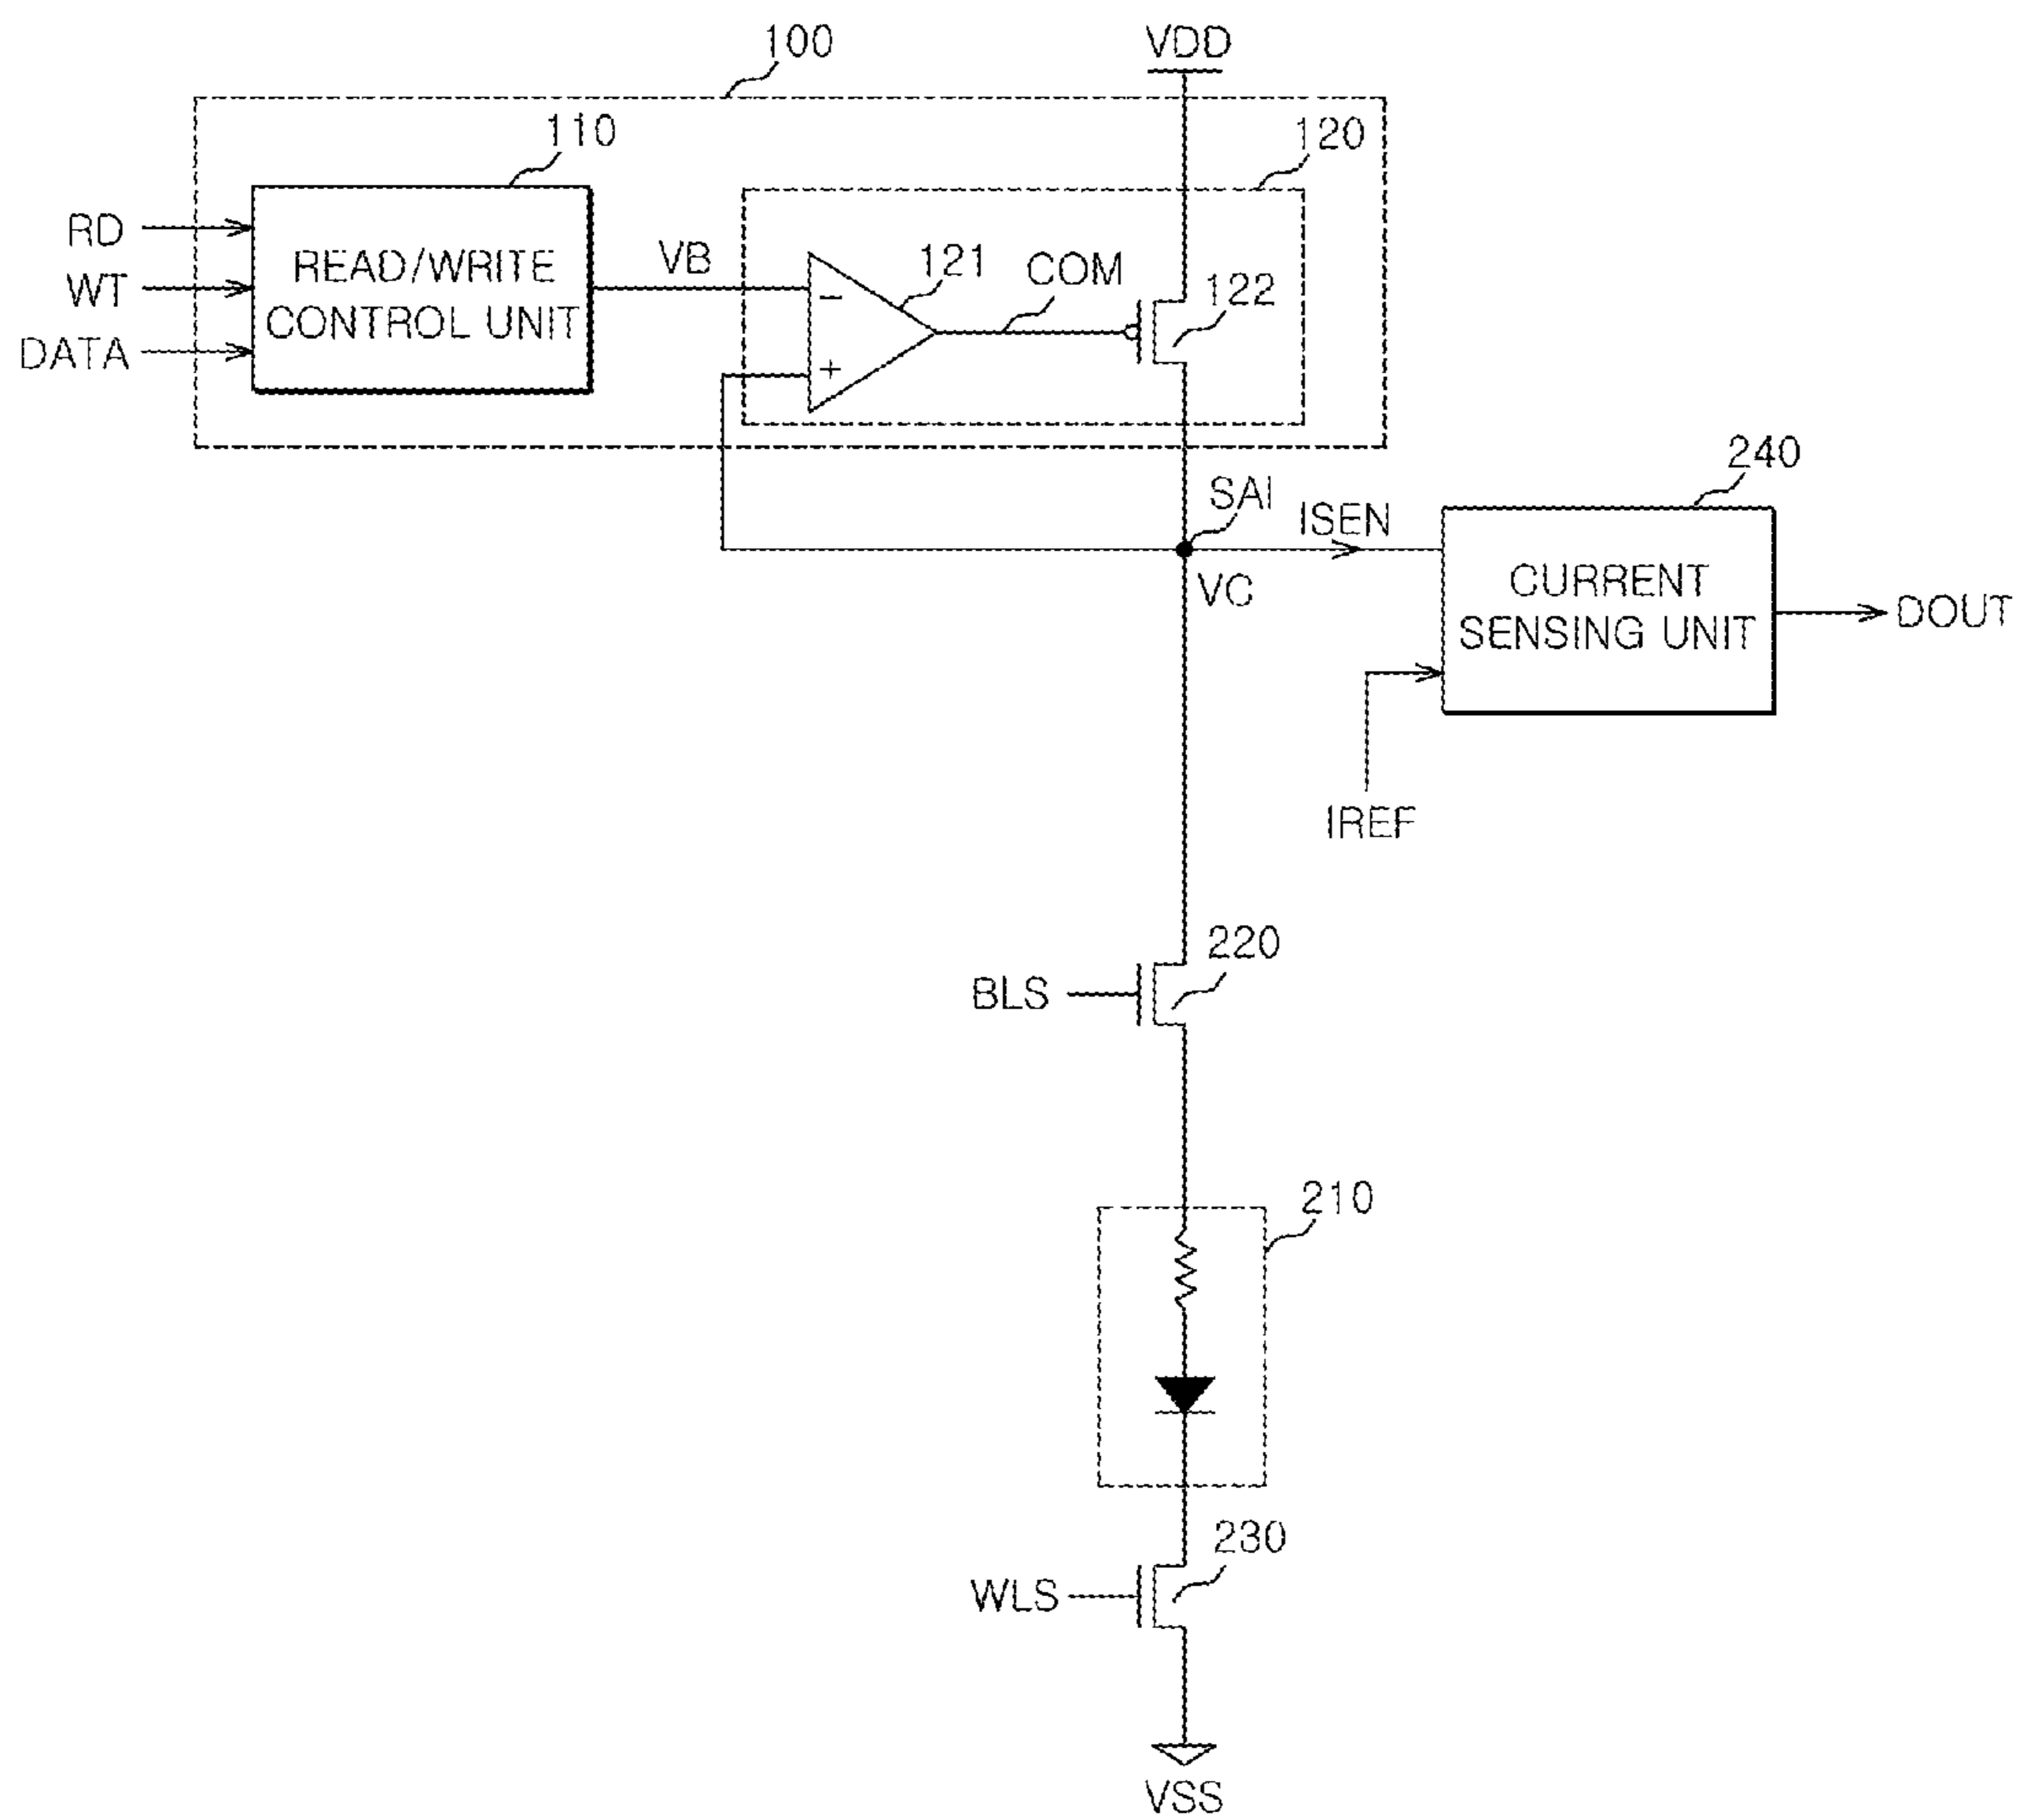 100
VDD
110
120
RD
WT
DATA
READ/WRITE
CONTROL UNIT
VB
121
COM
122
−
+
SAI
ISEN
VC
240
CURRENT
SENSING UNIT
DOUT
IREF
220
BLS
210
230
WLS
VSS